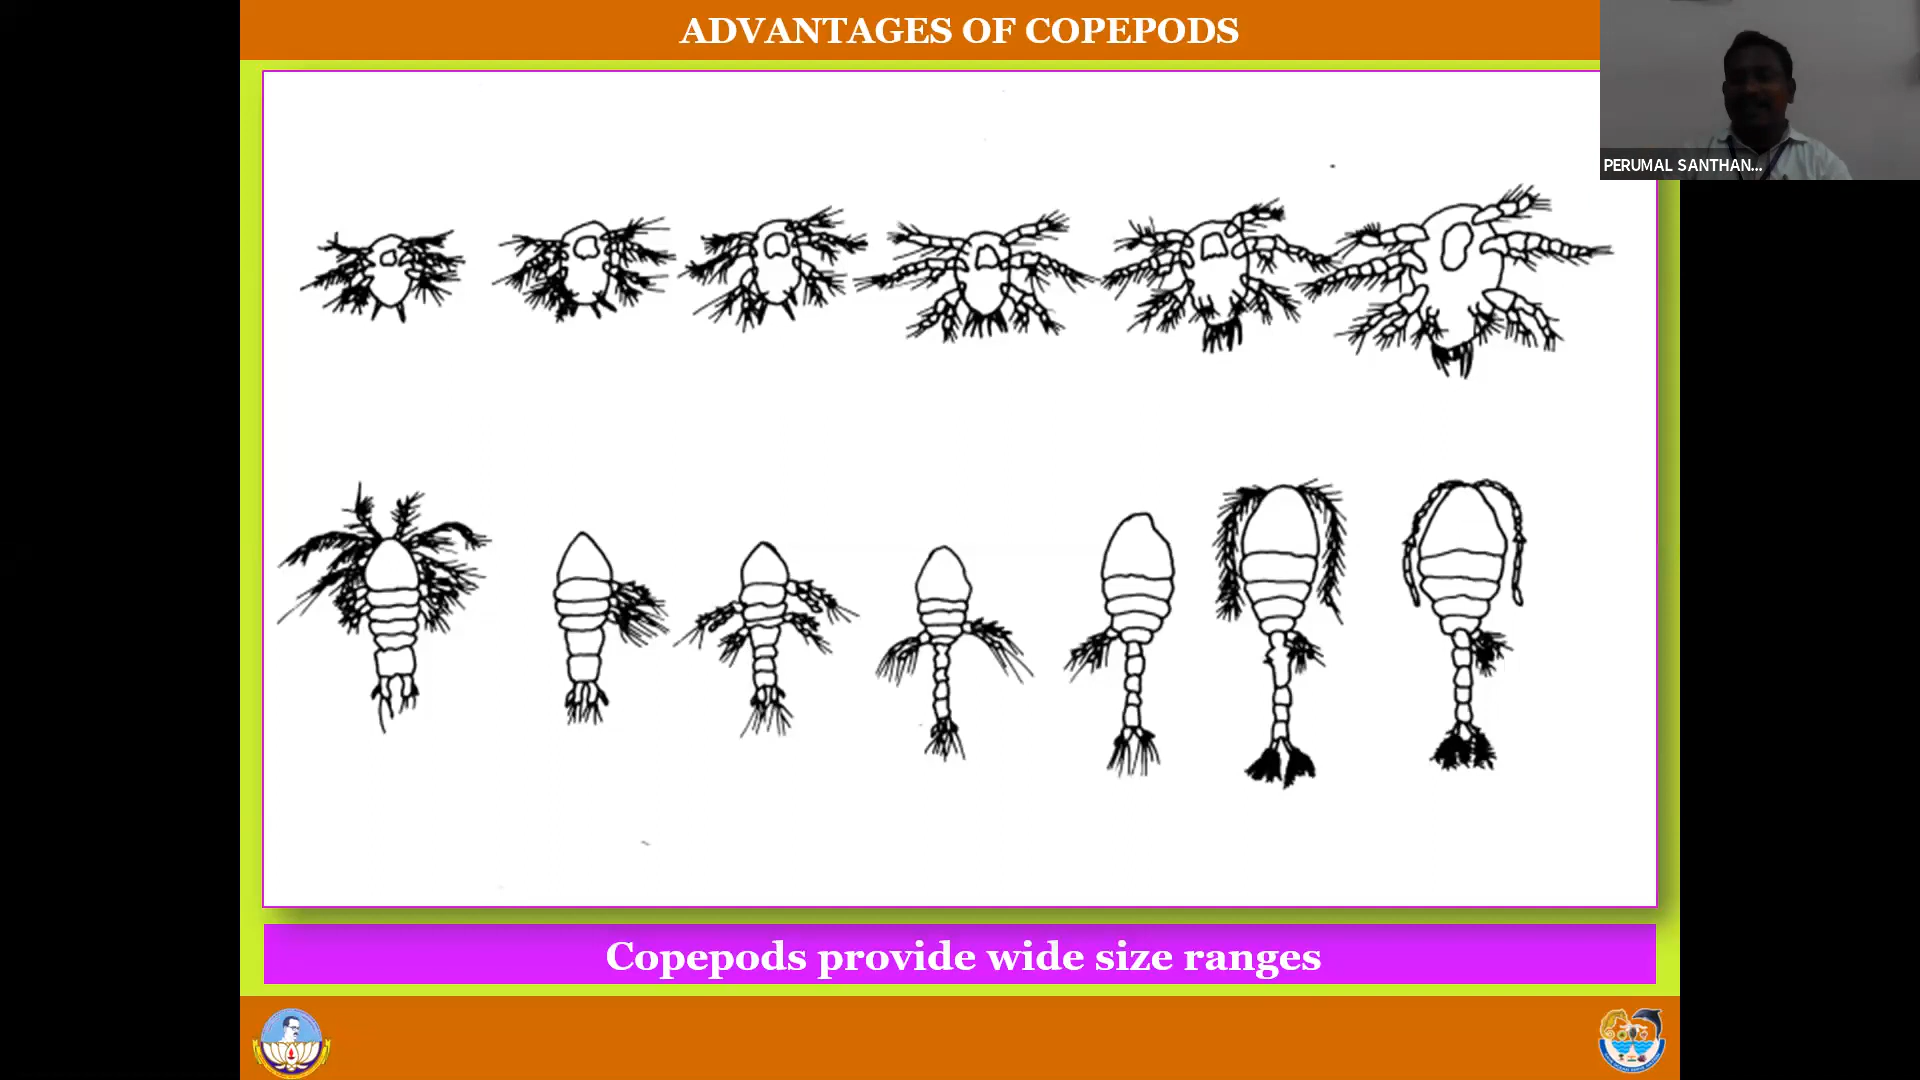 ADVANTAGES OF COPEPODS
PERUMAL SANTHAN...
Copepods provide wide size ranges